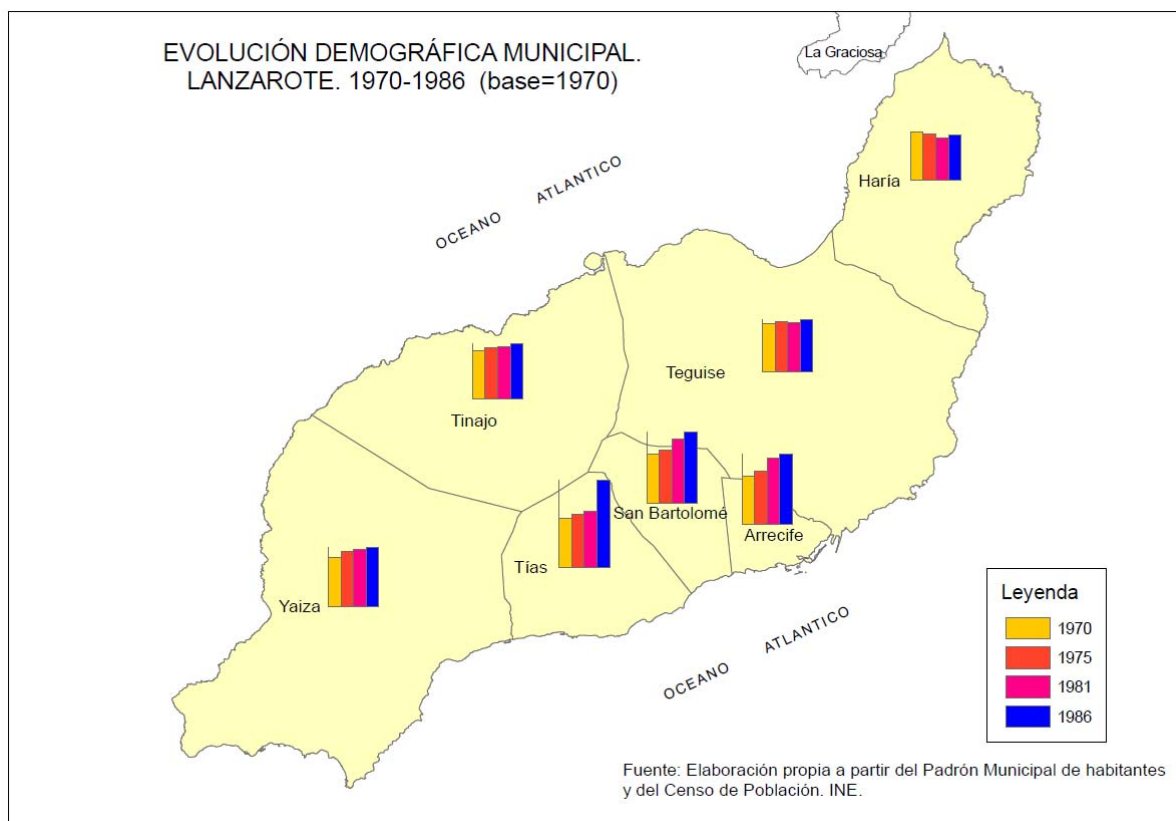 EVOLUCIÓN DEMOGRÁFICA MUNICIPAL.
LANZAROTE. 1970-1986 (base=1970)
La Graciosa
Haría
OCEANO ATLANTICO
Teguise
Tinajo
San Bartolomé
Arrecife
Tías
Yaiza
OCEANO ATLANTICO
Leyenda
1970
1975
1981
1986
Fuente: Elaboración propia a partir del Padrón Municipal de habitantes
y del Censo de Población. INE.